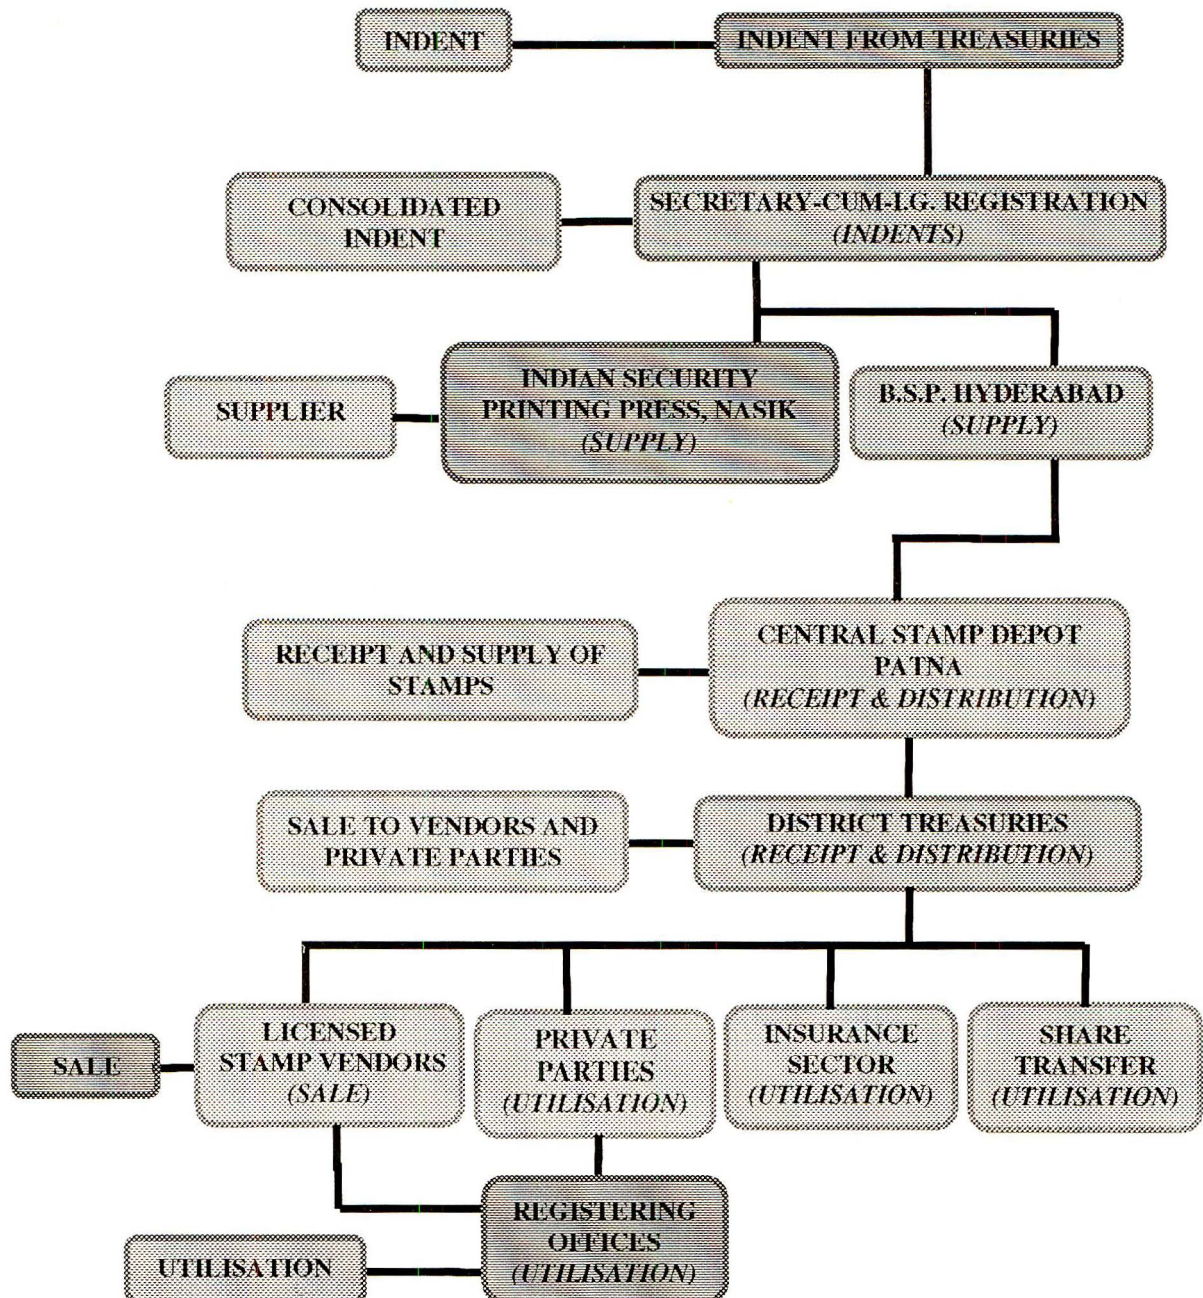 INDENT
INDENT FROM TREASURIES
CONSOLIDATED
INDENT
SECRETARY-CUM-I.G. REGISTRATION
(INDENTS)
SUPPLIER
INDIAN SECURITY
PRINTING PRESS, NASIK
(SUPPLY)
B.S.P. HYDERABAD
(SUPPLY)
RECEIPT AND SUPPLY OF
STAMPS
CENTRAL STAMP DEPOT
PATNA
(RECEIPT & DISTRIBUTION)
SALE TO VENDORS AND
PRIVATE PARTIES
DISTRICT TREASURIES
(RECEIPT & DISTRIBUTION)
SALE
LICENSED
STAMP VENDORS
(SALE)
PRIVATE
PARTIES
(UTILISATION)
INSURANCE
SECTOR
(UTILISATION)
SHARE
TRANSFER
(UTILISATION)
UTILISATION
REGISTERING
OFFICES
(UTILISATION)